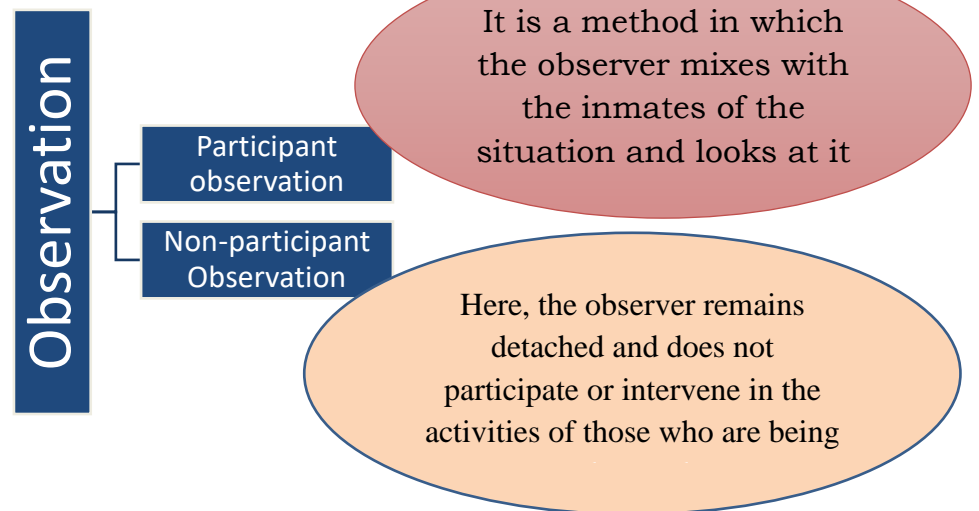 Observation
Participant
observation
Non-participant
Observation
It is a method in which
the observer mixes with
the inmates of the
situation and looks at it
Here, the observer remains
detached and does not
participate or intervene in the
activities of those who are being